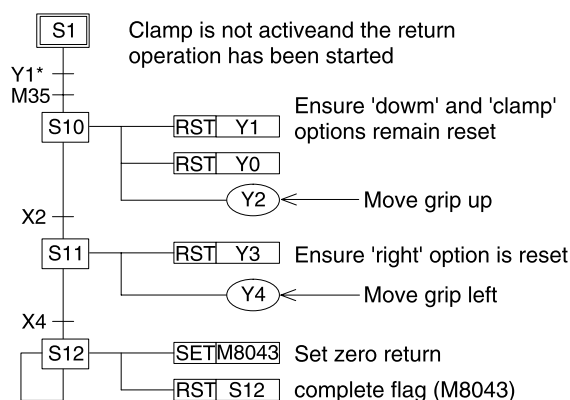 S1 Clamp is not activeand the return
operation has been started
Y1*
M35
Ensure 'dowm' and 'clamp'
options remain reset
S10 RST Y1
RST Y0
Y2 Move grip up
X2
S11 RST Y3 Ensure 'right' option is reset
Y4 Move grip left
X4
S12 SET M8043 Set zero return
RST S12 complete flag (M8043)